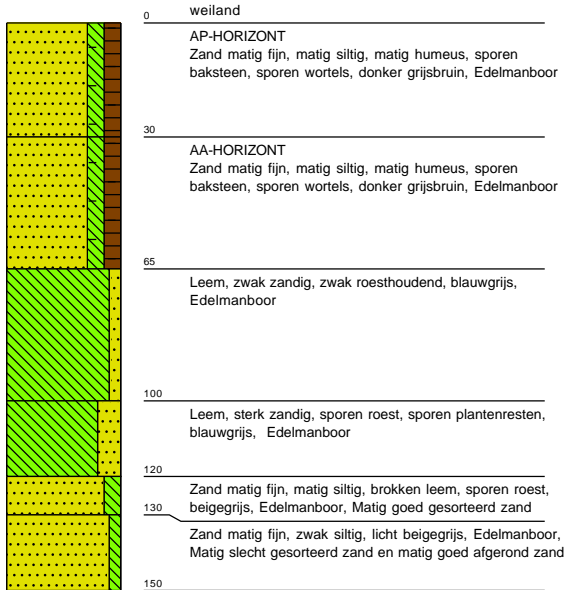 0
weiland
AP-HORIZONT
Zand matig fijn, matig siltig, matig humeus, sporen
baksteen, sporen wortels, donker grijsbruin, Edelmanboor
30
AA-HORIZONT
Zand matig fijn, matig siltig, matig humeus, sporen
baksteen, sporen wortels, donker grijsbruin, Edelmanboor
65
Leem, zwak zandig, zwak roesthoudend, blauwgrijs,
Edelmanboor
100
Leem, sterk zandig, sporen roest, sporen plantenresten,
blauwgrijs, Edelmanboor
120
Zand matig fijn, matig siltig, brokken leem, sporen roest,
beigegrijs, Edelmanboor, Matig goed gesorteerd zand
130
Zand matig fijn, zwak siltig, licht beigegrijs, Edelmanboor,
Matig slecht gesorteerd zand en matig goed afgerond zand
150